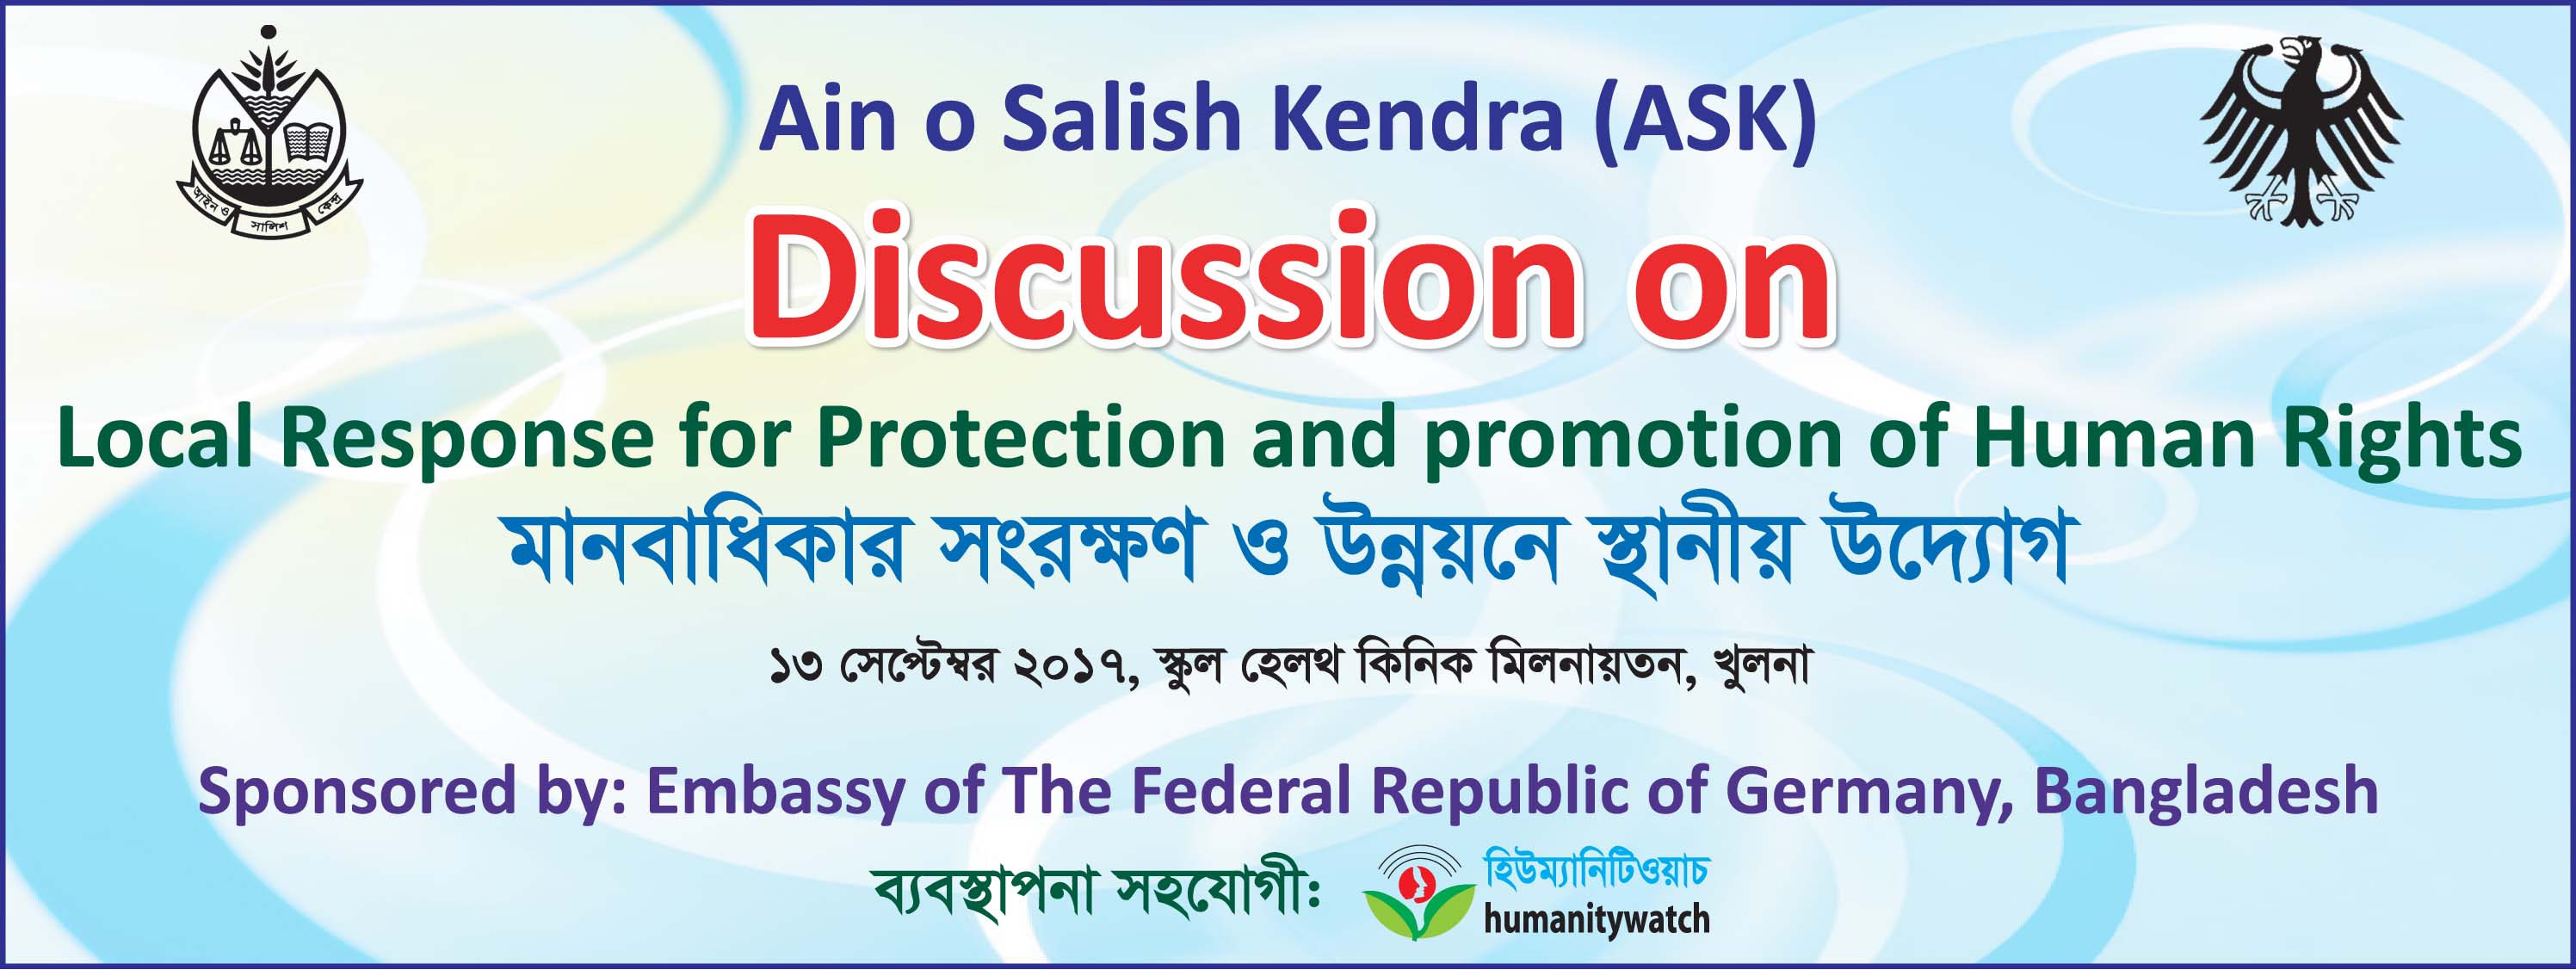 আইন ও সালিশ কেন্দ্র
Ain o Salish Kendra (ASK)
Discussion on
Local Response for Protection and promotion of Human Rights
মানবাধিকার সংরক্ষণ ও উন্নয়নে স্থানীয় উদ্যোগ
১৩ সেপ্টেম্বর ২০১৭, স্কুল হেলথ কিনিক মিলনায়তন, খুলনা
Sponsored by: Embassy of The Federal Republic of Germany, Bangladesh
ব্যবস্থাপনা সহযোগী:
হিউম্যানিটিওয়াচ
humanitywatch